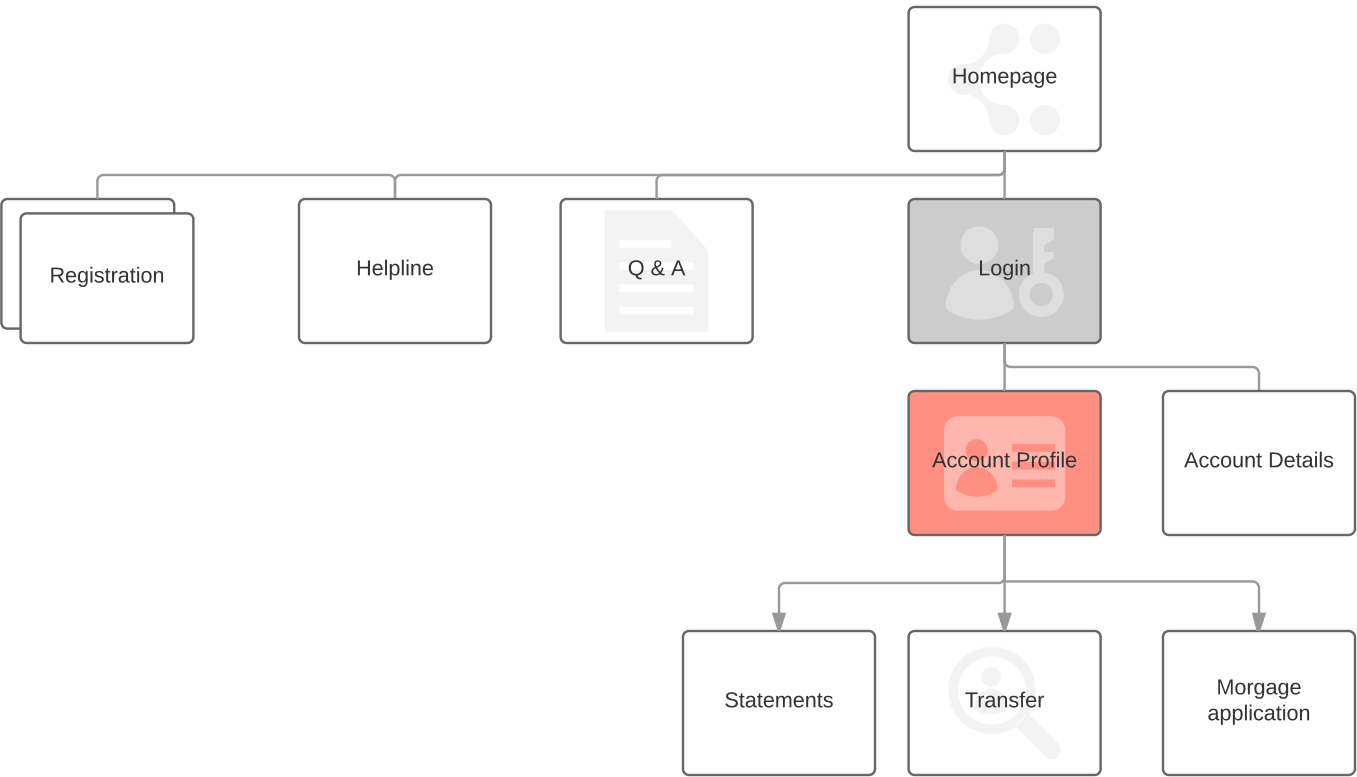 Homepage
Registration
Helpline
Q & A
Login
Account Profile
Account Details
Statements
Transfer
Morgage
application